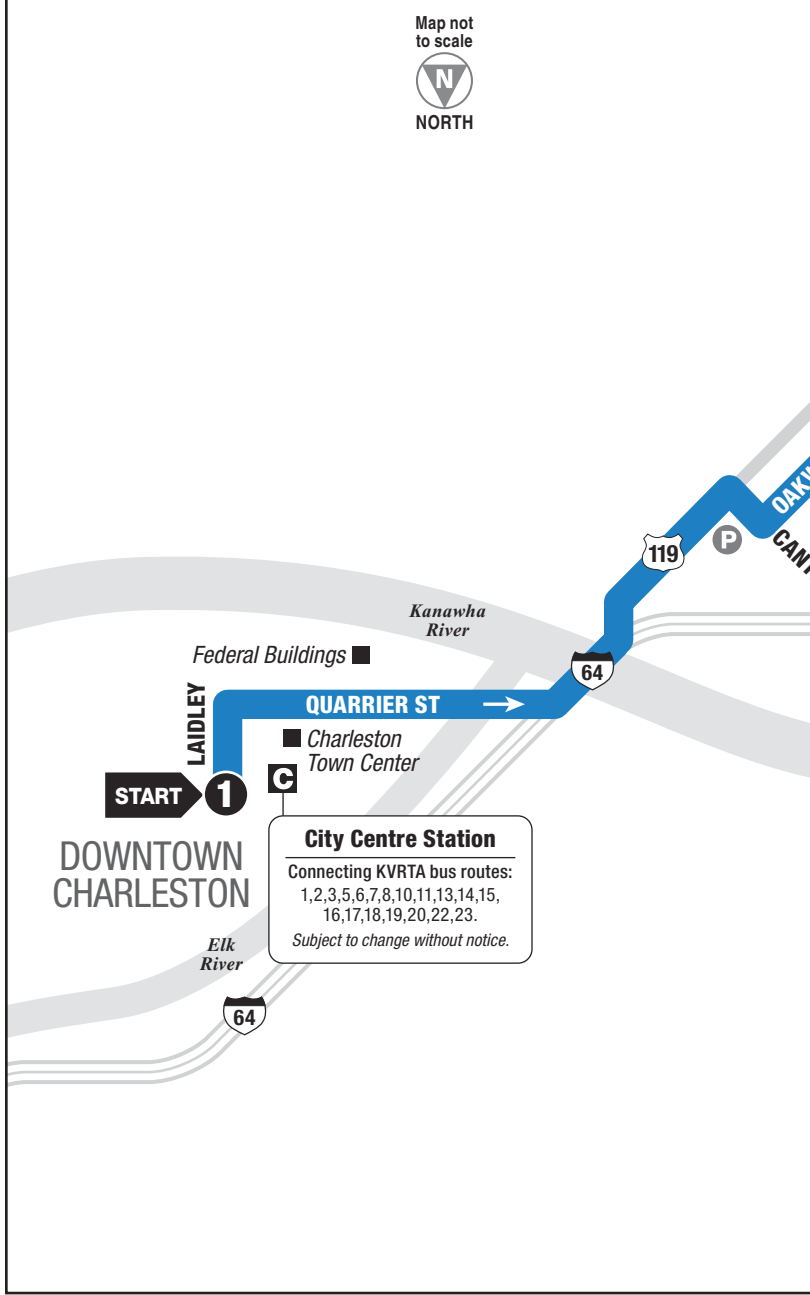 Map not
to scale
N
NORTH
119
P
Kanawha
River
Federal Buildings
64
LAIDLEY
QUARRIER ST
Charleston
Town Center
C
START
1
DOWNTOWN
CHARLESTON
City Centre Station
Connecting KVRTA bus routes:
1,2,3,5,6,7,8,10,11,13,14,15,
16,17,18,19,20,22,23.
Subject to change without notice.
Elk
River
64